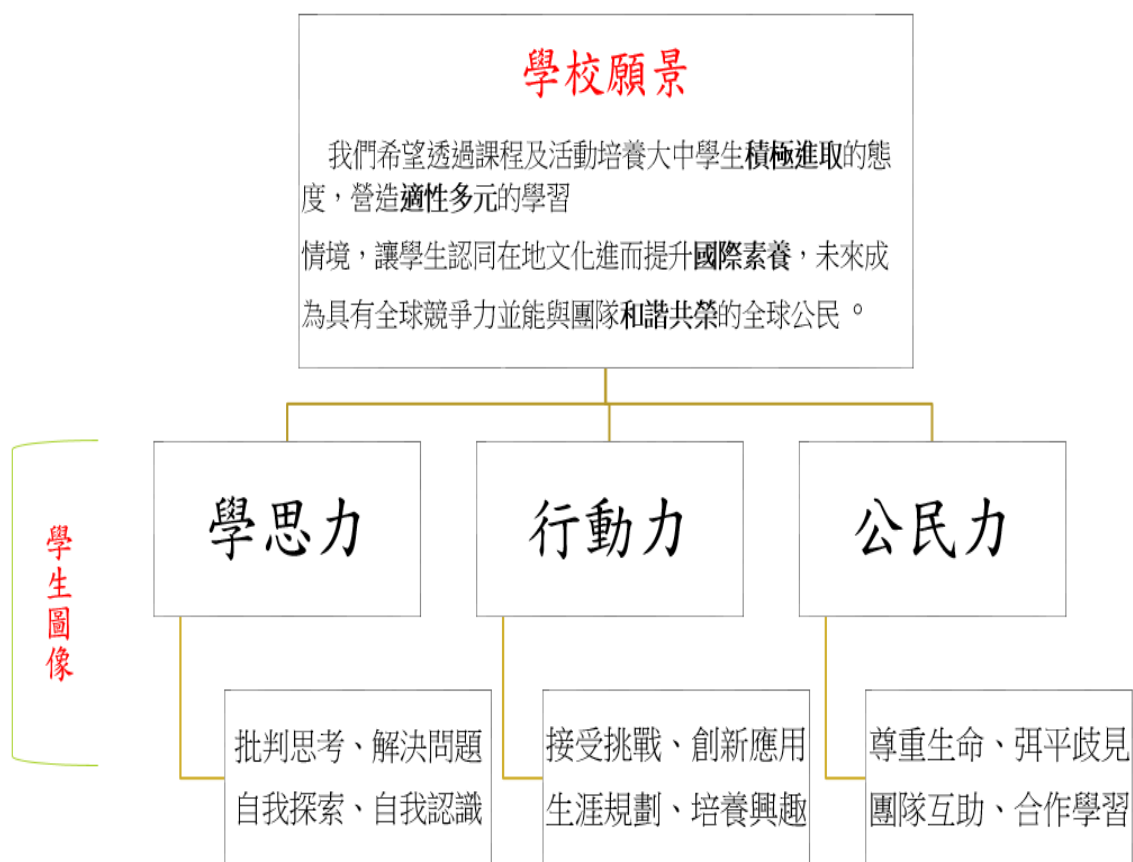 學校願景
我們希望透過課程及活動培養大中學生積極進取的態
度，營造適性多元的學習
情境，讓學生認同在地文化進而提升國際素養，未來成
為具有全球競爭力並能與團隊和諧共榮的全球公民。
學生圖像
學思力
行動力
公民力
批判思考、解決問題
自我探索、自我認識
接受挑戰、創新應用
生涯規劃、培養興趣
尊重生命、弭平歧見
團隊互助、合作學習